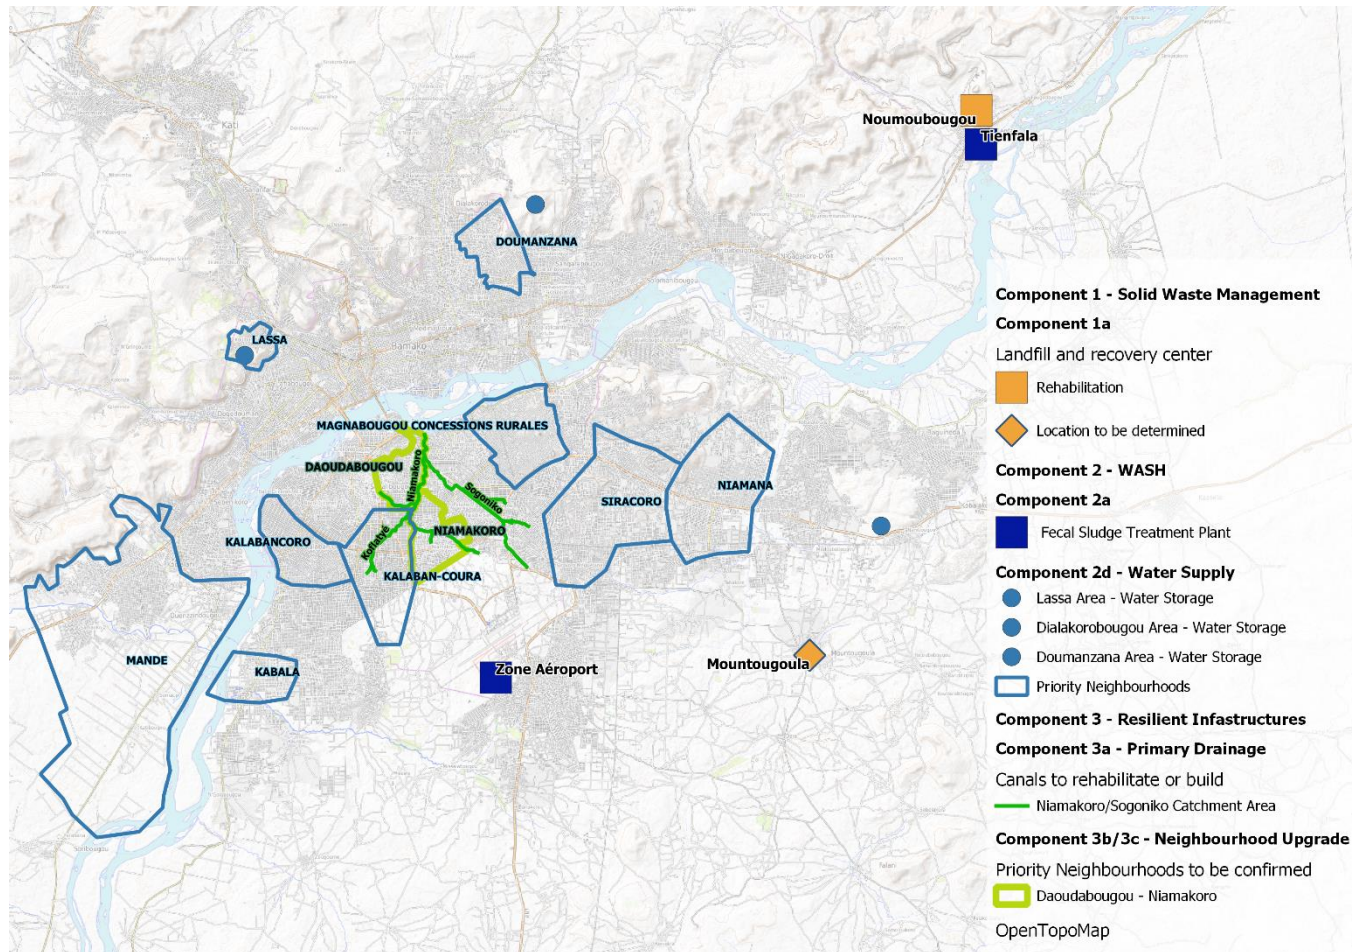 Kati
Noumoubougou
Tienfala
DOUMANZANA
LASSA
Bamako
MAGNABOUGOU CONCESSIONS RURALES
DAOUDABOUGOU
Niamakoro
Sogoniko
SIRACORO
NIAMANA
KALABANCORO
Koflatyé
NIAMAKORO
KALABAN-COURA
MANDE
KABALA
Zone Aéroport
Mountougoula
Component 1 - Solid Waste Management
Component 1a
Landfill and recovery center
Rehabilitation
Location to be determined
Component 2 - WASH
Component 2a
Fecal Sludge Treatment Plant
Component 2d - Water Supply
Lassa Area - Water Storage
Dialakorobougou Area - Water Storage
Doumanzana Area - Water Storage
Priority Neighbourhoods
Component 3 - Resilient Infastructures
Component 3a - Primary Drainage
Canals to rehabilitate or build
Niamakoro/Sogoniko Catchment Area
Component 3b/3c - Neighbourhood Upgrade
Priority Neighbourhoods to be confirmed
Daoudabougou - Niamakoro
OpenTopoMap